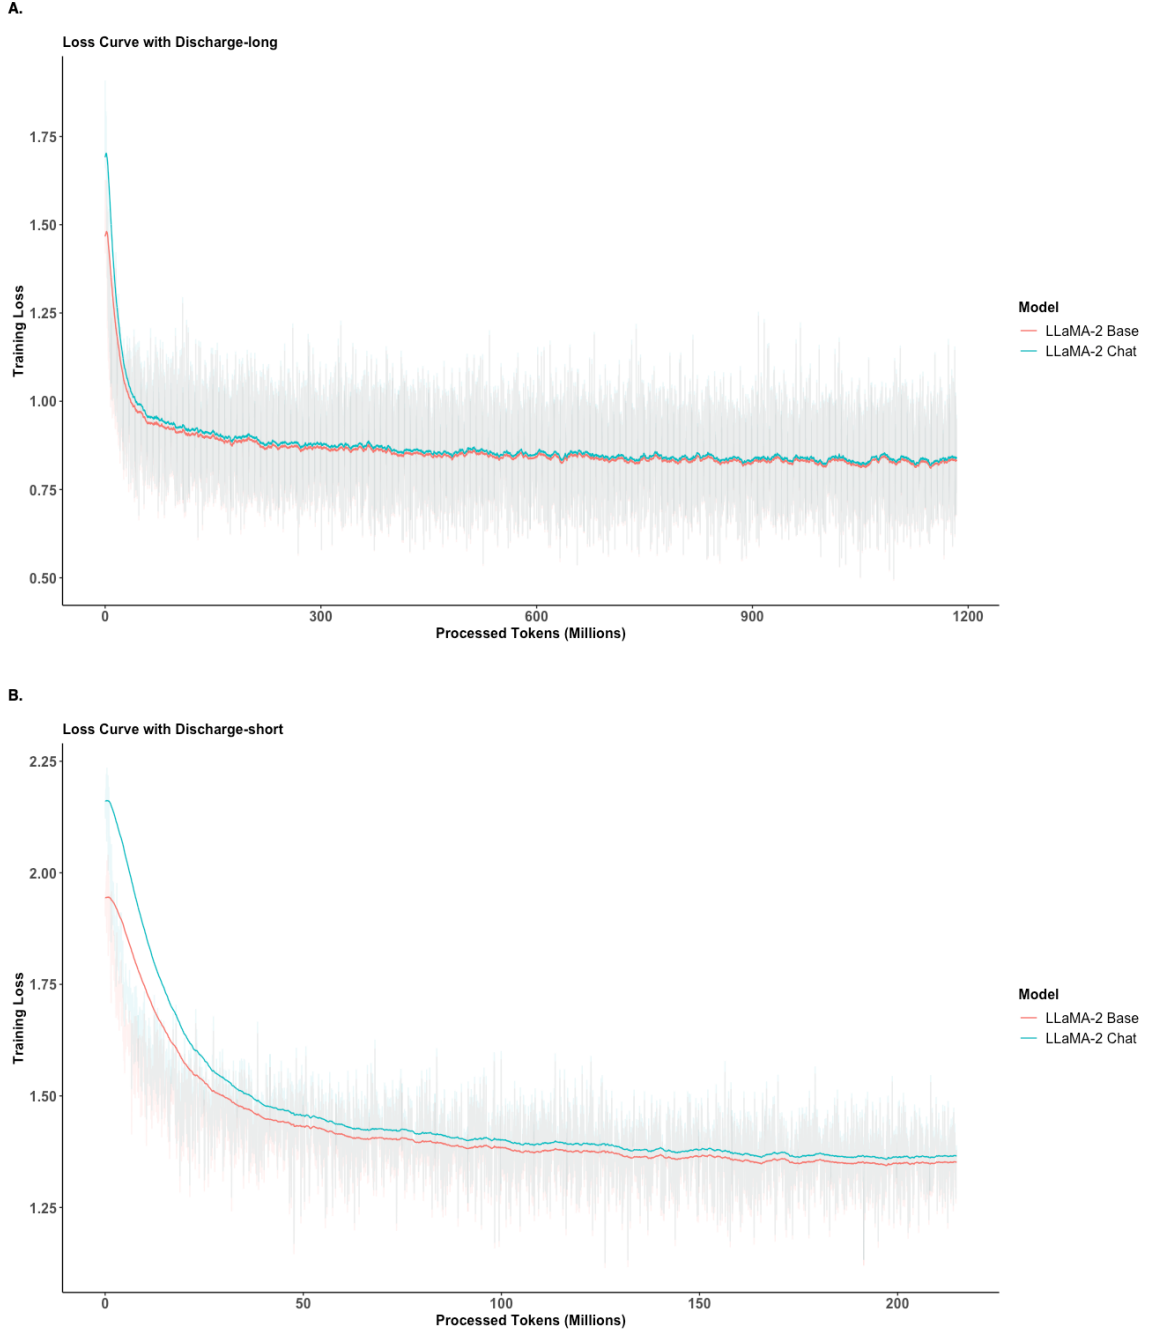 A.
Loss Curve with Discharge-long
Training Loss
1.75
1.50
1.25
1.00
0.75
0.50
0
300
600
900
1200
Processed Tokens (Millions)
Model
LLaMA-2 Base
LLaMA-2 Chat
B.
Loss Curve with Discharge-short
Training Loss
2.25
2.00
1.75
1.50
1.25
0
50
100
150
200
Processed Tokens (Millions)
Model
LLaMA-2 Base
LLaMA-2 Chat